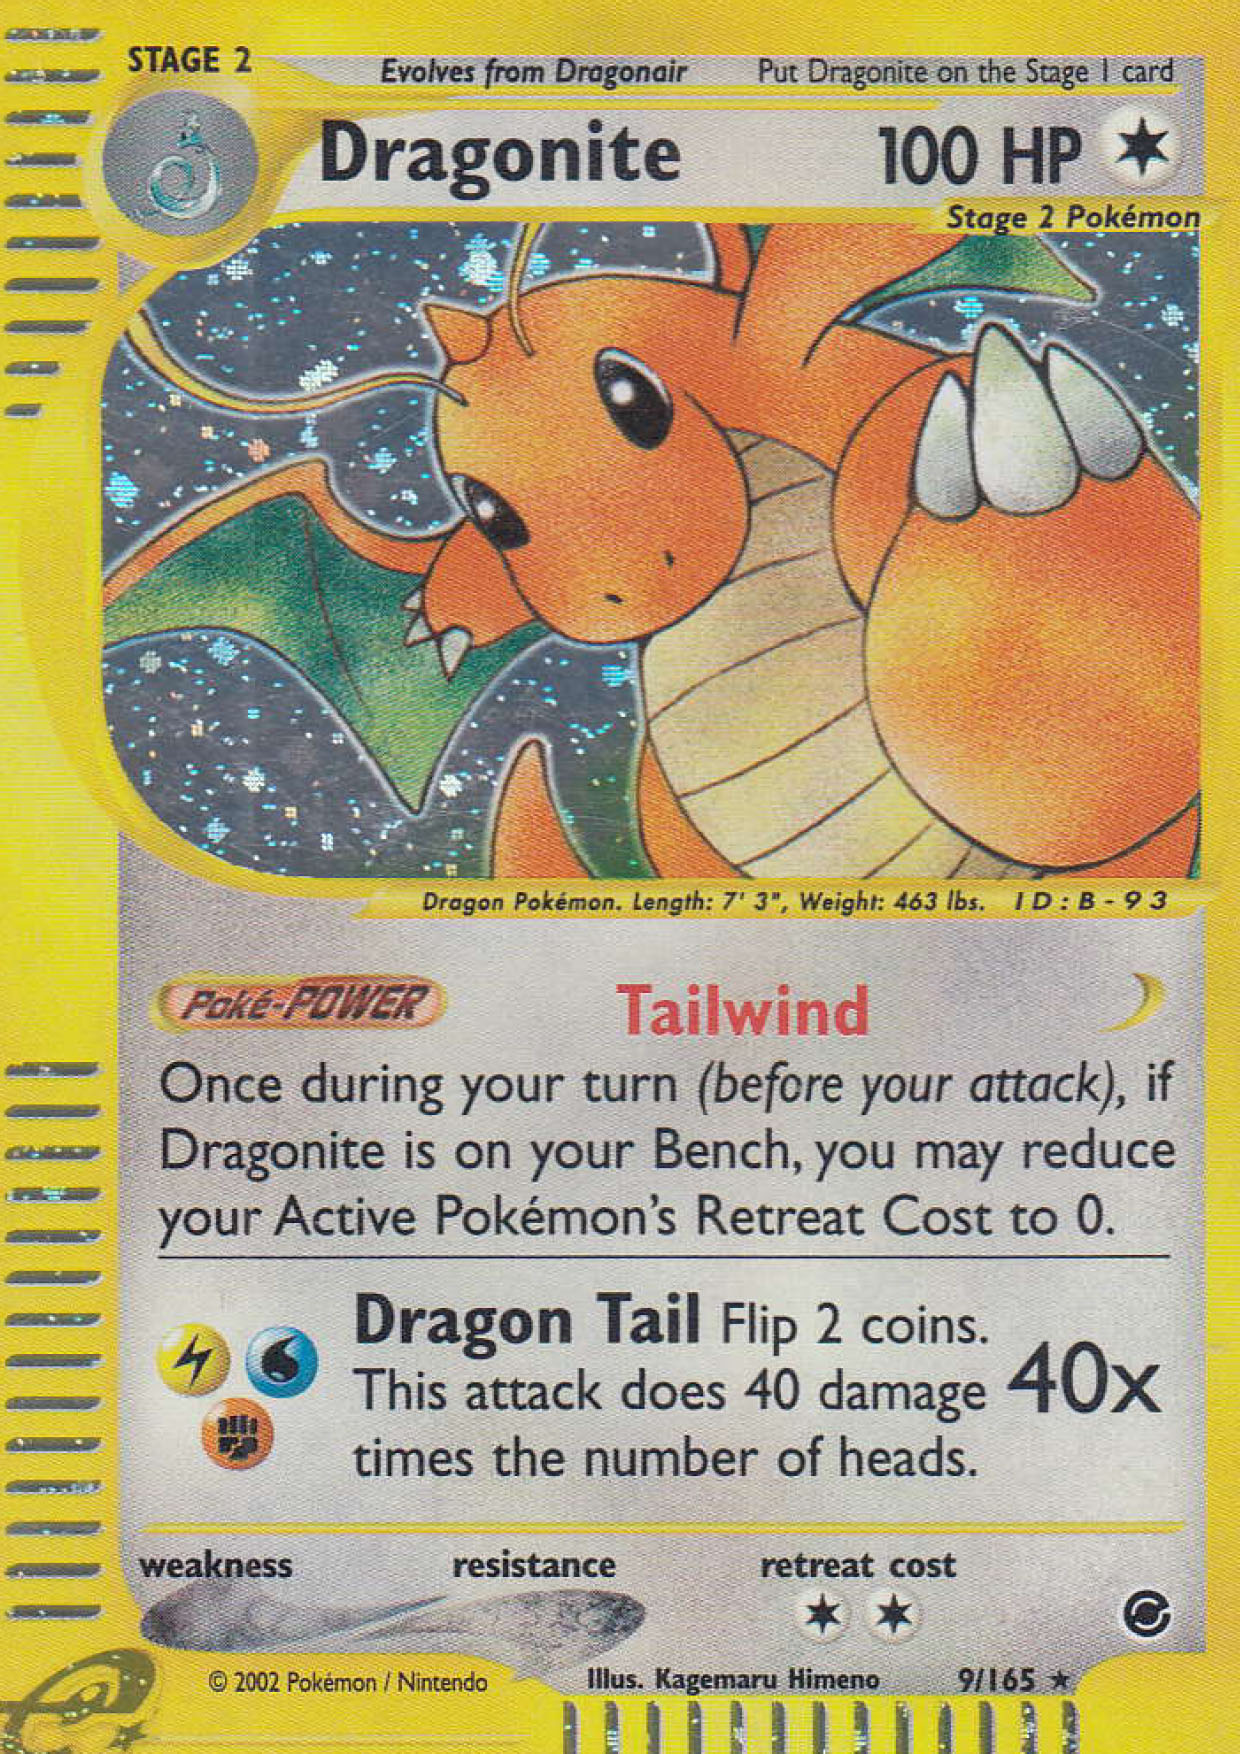 STAGE 2
Evolves from Dragonair
Put Dragonite on the Stage 1 card
Dragonite
100 HP
Stage 2 Pokémon
Dragon Pokémon. Length: 7' 3", Weight: 463 lbs. ID:B-93
Poké-POWER
Tailwind
Once during your turn (before your attack), if
Dragonite is on your Bench, you may reduce
your Active Pokémon's Retreat Cost to 0.
Dragon Tail Flip 2 coins.
This attack does 40 damage
times the number of heads.
40x
weakness
resistance
retreat cost
© 2002 Pokémon / Nintendo
Illus. Kagemaru Himeno
9/165
e